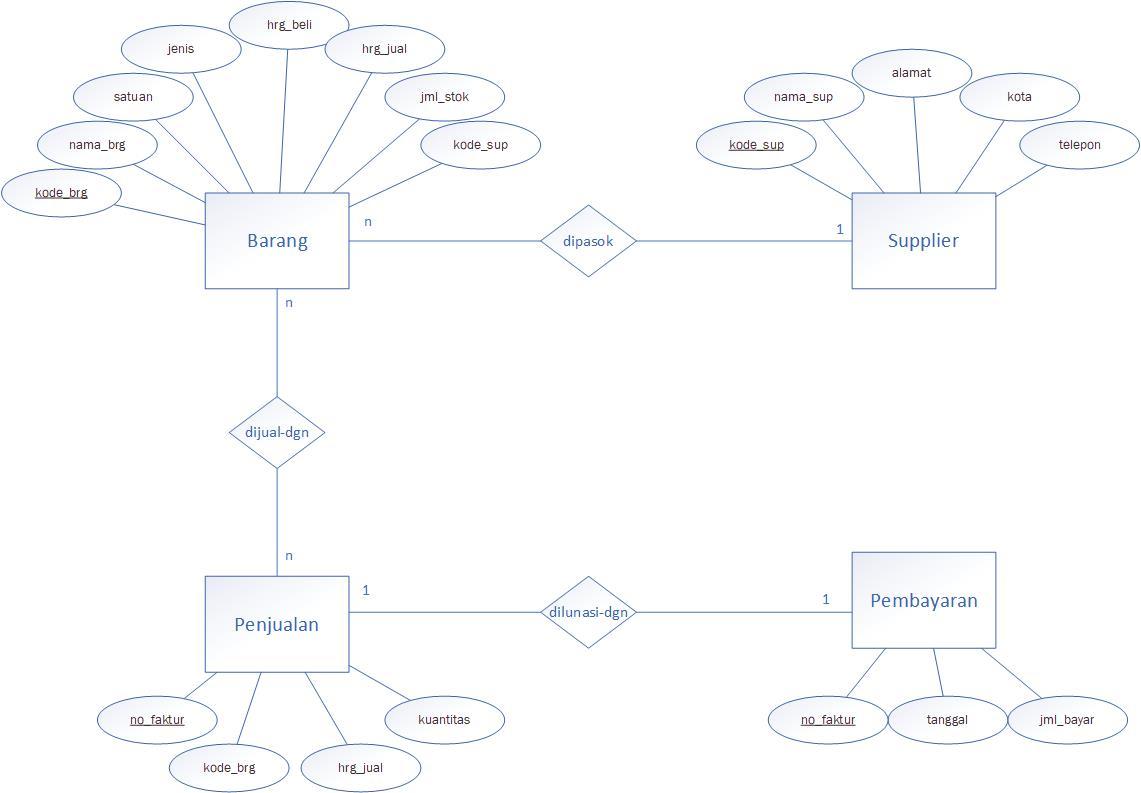 hrg_beli
jenis
hrg_jual
satuan
jml_stok
nama_brg
kode_sup
kode_brg
alamat
nama_sup
kota
kode_sup
telepon
Barang
n
dipasok
1
Supplier
n
dijual-dgn
n
Penjualan
1
dilunasi-dgn
1
Pembayaran
no_faktur
kode_brg
hrg_jual
kuantitas
no_faktur
tanggal
jml_bayar